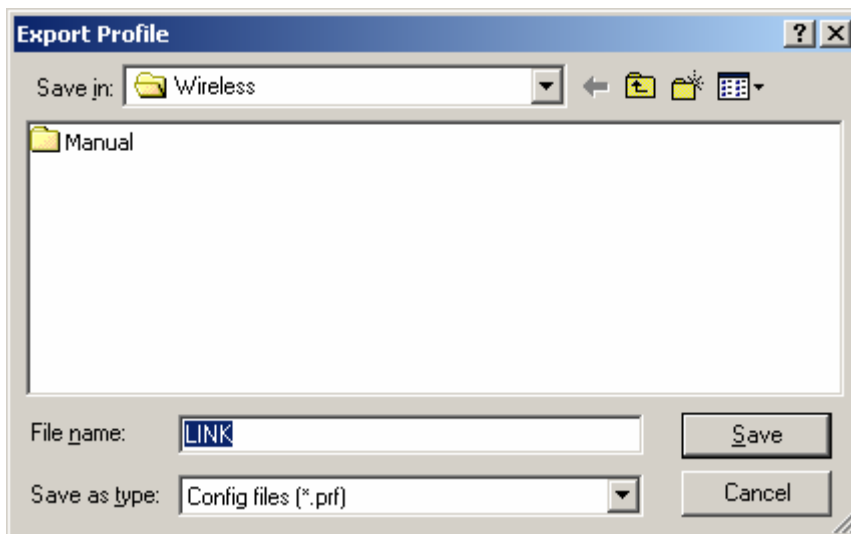 Export Profile
Save in: Wireless
Manual
File name: LINK
Save
Save as type: Config files (*.prf)
Cancel